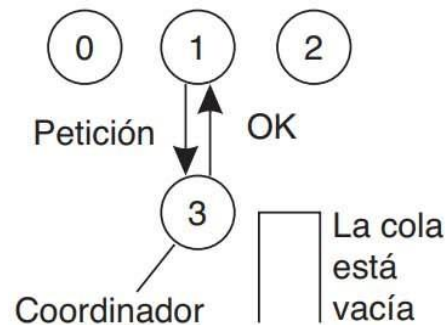 0 1 2
Petición OK
3
La cola
está
vacía
Coordinador